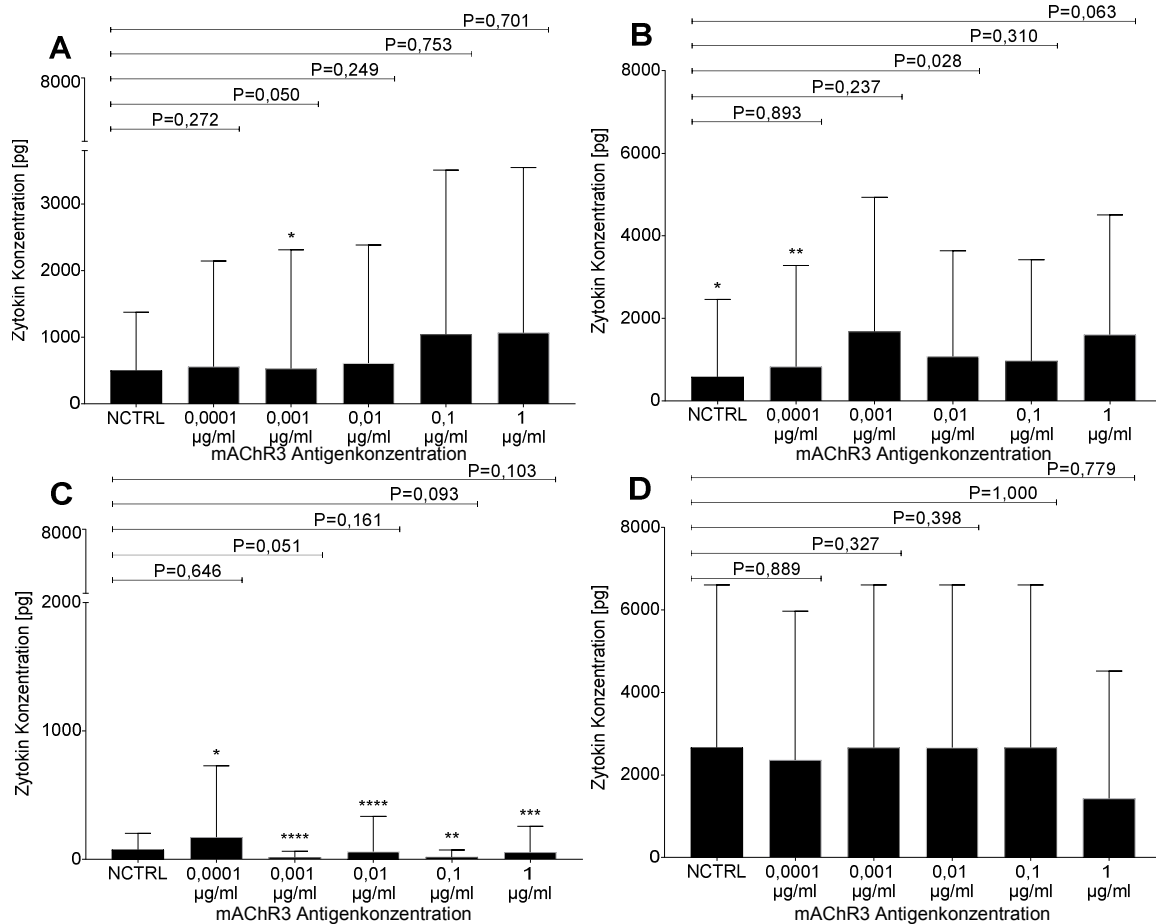 A
P=0,701
P=0,753
P=0,249
P=0,050
P=0,272
Zytokin Konzentration [pg]
8000
3000
2000
1000
0
*
NCTRL 0,0001 0,001 0,01 0,1 1
µg/ml µg/ml µg/ml µg/ml µg/ml
mAChR3 Antigenkonzentration
B
P=0,063
P=0,310
P=0,028
P=0,237
P=0,893
Zytokin Konzentration [pg]
8000
6000
4000
2000
0
* **
NCTRL 0,0001 0,001 0,01 0,1 1
µg/ml µg/ml µg/ml µg/ml µg/ml
mAChR3 Antigenkonzentration
C
P=0,103
P=0,093
P=0,161
P=0,051
P=0,646
Zytokin Konzentration [pg]
8000
2000
1000
0
* **** **** ** ***
NCTRL 0,0001 0,001 0,01 0,1 1
µg/ml µg/ml µg/ml µg/ml µg/ml
mAChR3 Antigenkonzentration
D
P=0,779
P=1,000
P=0,398
P=0,327
P=0,889
Zytokin Konzentration [pg]
8000
6000
4000
2000
0
NCTRL 0,0001 0,001 0,01 0,1 1
µg/ml µg/ml µg/ml µg/ml µg/ml
mAChR3 Antigenkonzentration